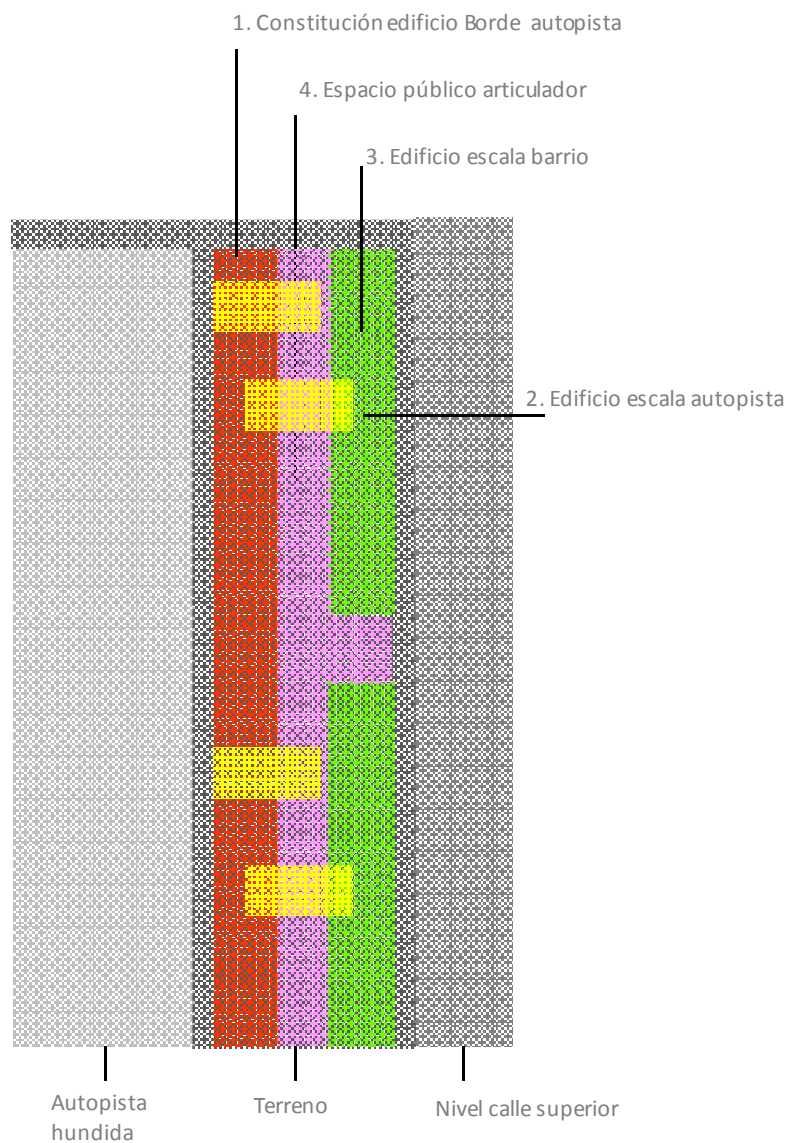 1. Constitución edificio Borde autopista
4. Espacio público articulador
3. Edificio escala barrio
2. Edificio escala autopista
Autopista
hundida
Terreno
Nivel calle superior